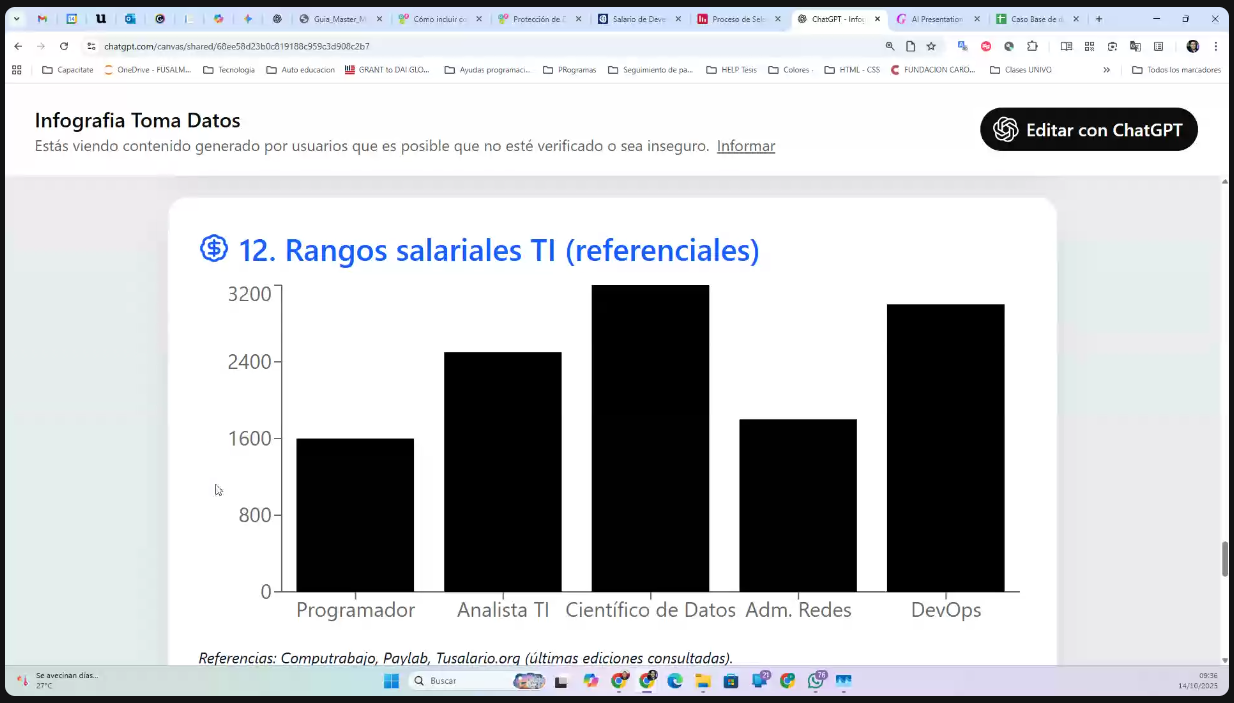 Guia_Master_M
Cómo incluir o
Protección de D
Salario de Deve
Proceso de Sele
ChatGPT - Infog
AI Presentation
Caso Base de d
chatgpt.com/canvas/shared/68ee58d23b0c819188c959c3d908c2b7
Capacitate
OneDrive - FUSALM...
Tecnologia
Auto educacion
GRANT to DAI GLO...
Ayudas programaci...
PRogramas
Seguimiento de pa...
HELP Tesis
Colores
HTML - CSS
FUNDACION CARO...
Clases UNIVO
Todos los marcadores
Infografia Toma Datos
Estás viendo contenido generado por usuarios que es posible que no esté verificado o sea inseguro. Informar
Editar con ChatGPT
12. Rangos salariales TI (referenciales)
3200
2400
1600
800
0
Programador
Analista TI
Científico de Datos
Adm. Redes
DevOps
Referencias: Computrabajo, Paylab, Tusalario.org (últimas ediciones consultadas).
Se avecinan días...
27°C
Buscar
21
76
09:36
14/10/2025